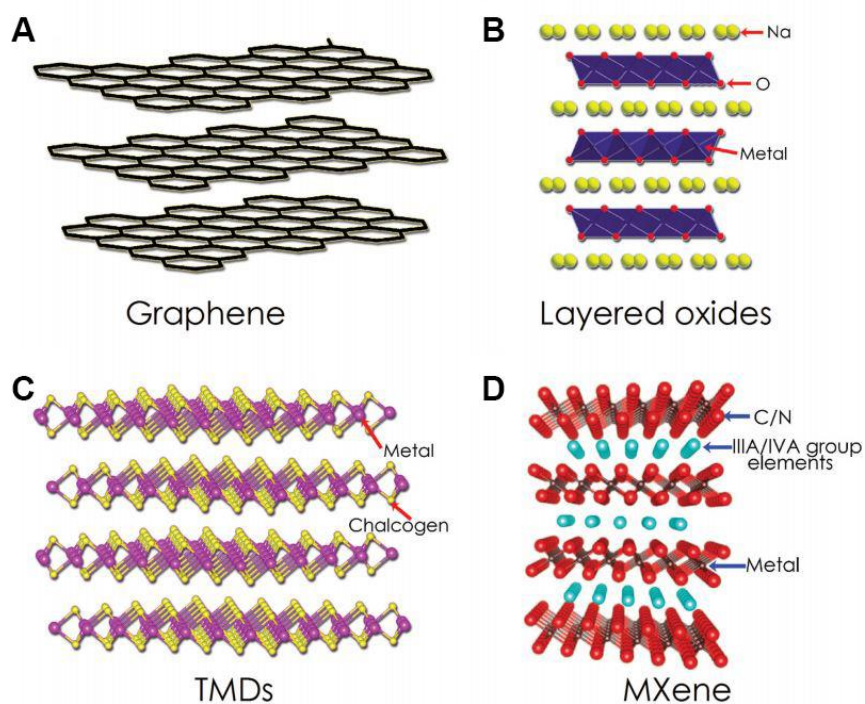 A
Graphene
B
Na
O
Metal
Layered oxides
C
Metal
Chalcogen
TMDs
D
C/N
IIIA/IVA group
elements
Metal
MXene